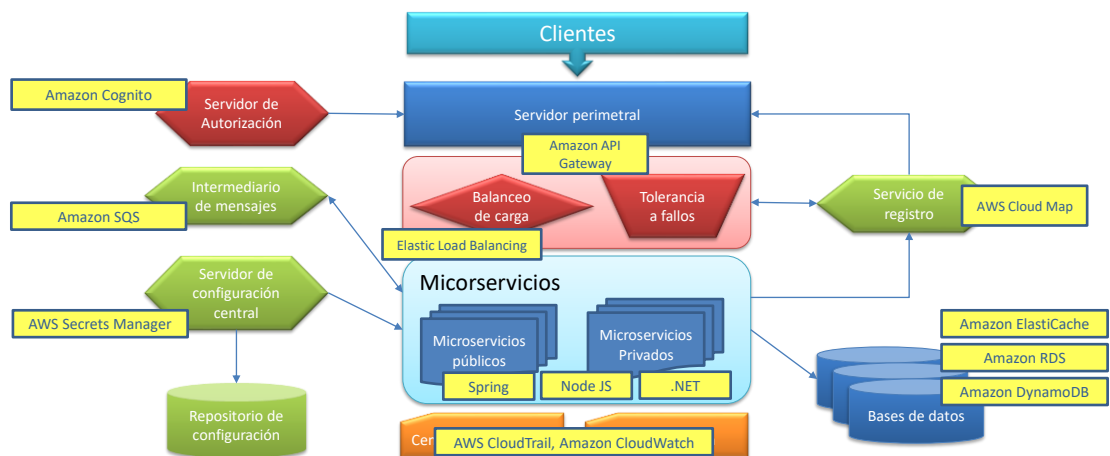 Clientes
Amazon Cognito
Servidor de
Autorización
Servidor perimetral
Amazon API
Gateway
Intermediario
de mensajes
Amazon SQS
Balanceo
de carga
Tolerancia
a fallos
Elastic Load Balancing
Servicio de
registro
AWS Cloud Map
Servidor de
configuración
central
AWS Secrets Manager
Micorservicios
Microservicios
públicos
Microservicios
Privados
Spring
Node JS
.NET
Amazon ElastiCache
Amazon RDS
Amazon DynamoDB
Bases de datos
Repositorio de
configuración
AWS CloudTrail, Amazon CloudWatch